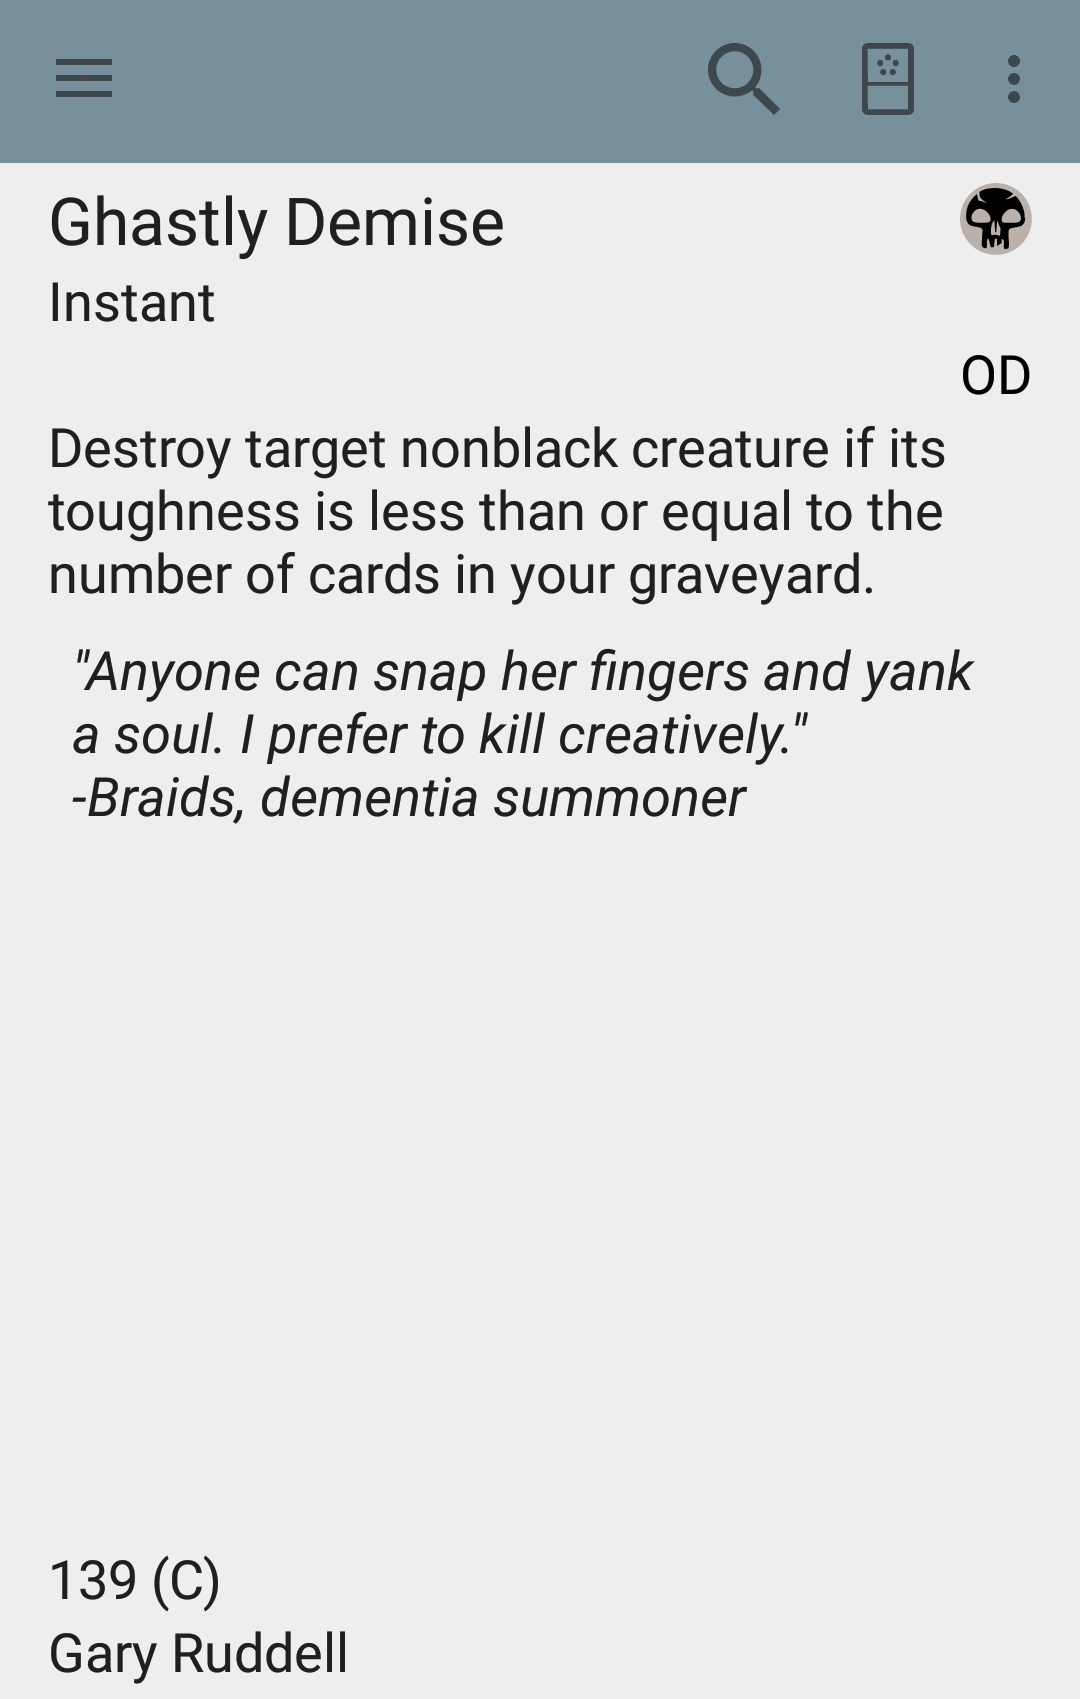 Ghastly Demise
Instant
OD
Destroy target nonblack creature if its
toughness is less than or equal to the
number of cards in your graveyard.
"Anyone can snap her fingers and yank
a soul. I prefer to kill creatively."
-Braids, dementia summoner
139 (C)
Gary Ruddell